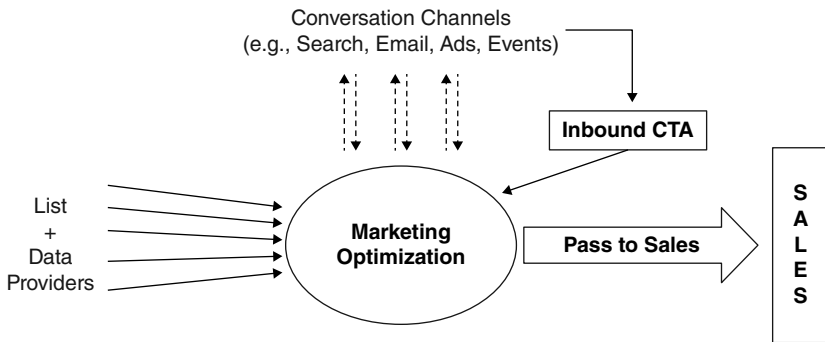 Conversation Channels
(e.g., Search, Email, Ads, Events)
Inbound CTA
List
+
Data
Providers
Marketing
Optimization
Pass to Sales
S
A
L
E
S